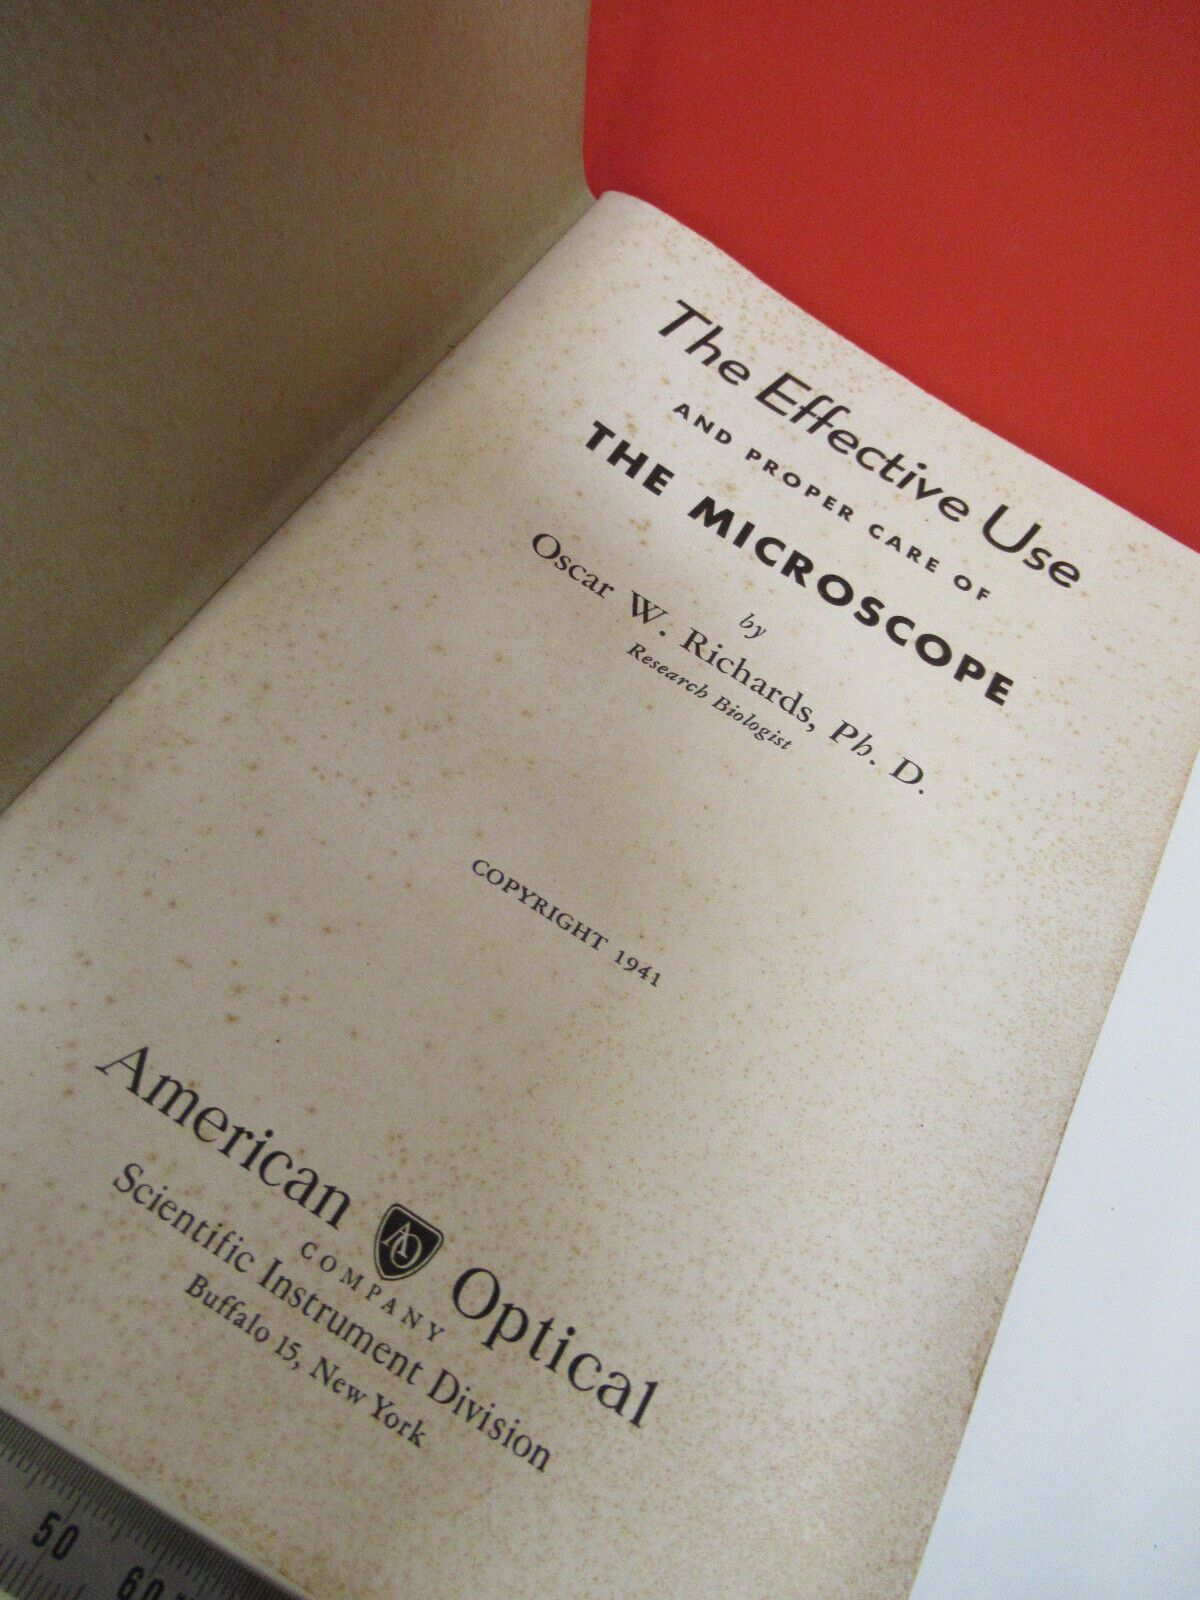 The Effective Use
AND PROPER CARE OF
THE MICROSCOPE
by
Oscar W. Richards, Ph. D.
Research Biologist
COPYRIGHT 1941
American AO Optical
COMPANY
Scientific Instrument Division
Buffalo 15, New York
50 60